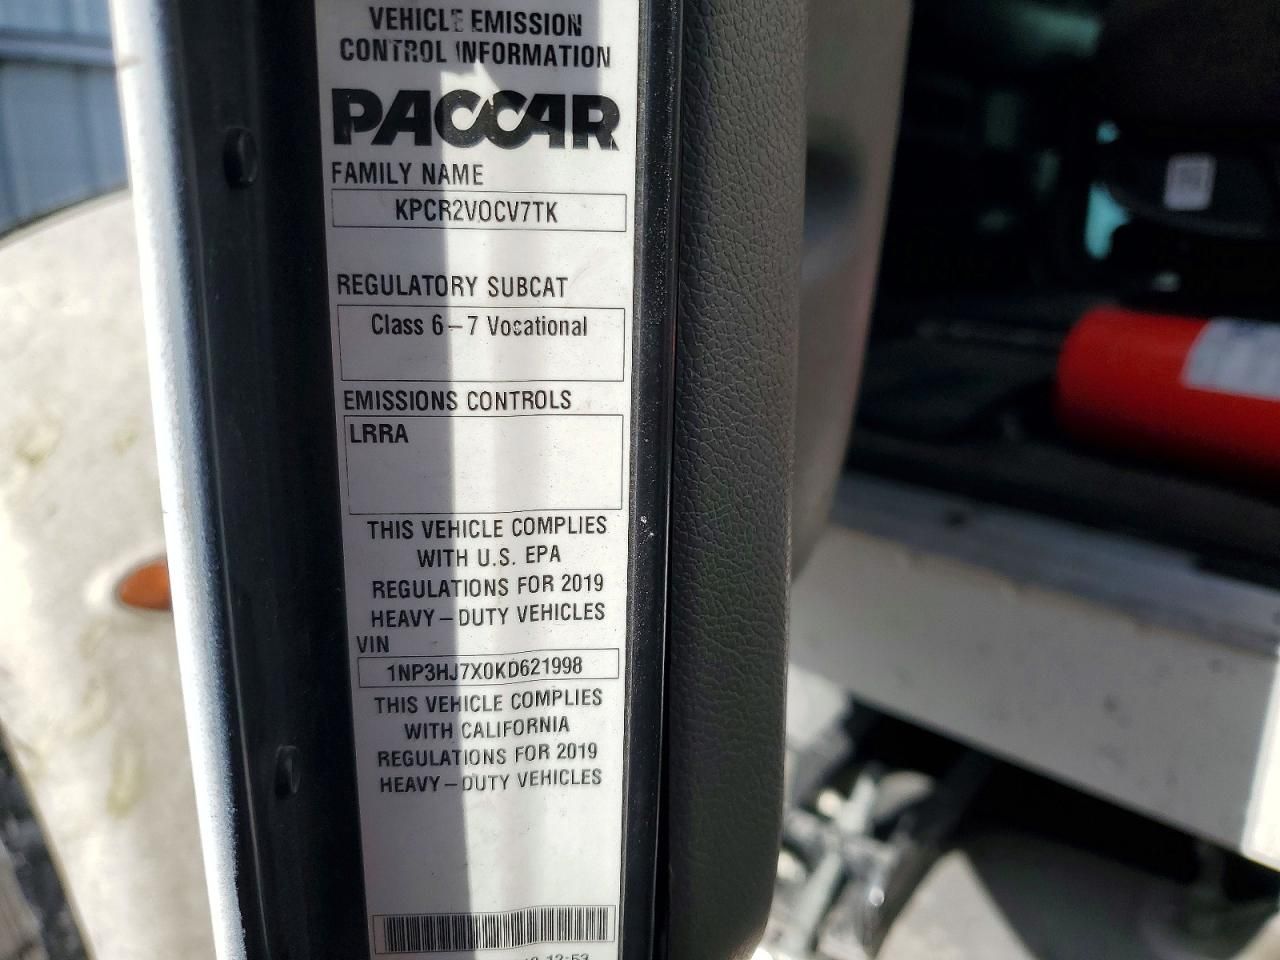 VEHICLE EMISSION
CONTROL INFORMATION
PACCAR
FAMILY NAME
KPCR2VOCV7TK
REGULATORY SUBCAT
Class 6-7 Vocational
EMISSIONS CONTROLS
LRRA
THIS VEHICLE COMPLIES
WITH U.S. EPA
REGULATIONS FOR 2019
HEAVY-DUTY VEHICLES
VIN
1NP3HJ7X0KD621998
THIS VEHICLE COMPLIES
WITH CALIFORNIA
REGULATIONS FOR 2019
HEAVY-DUTY VEHICLES